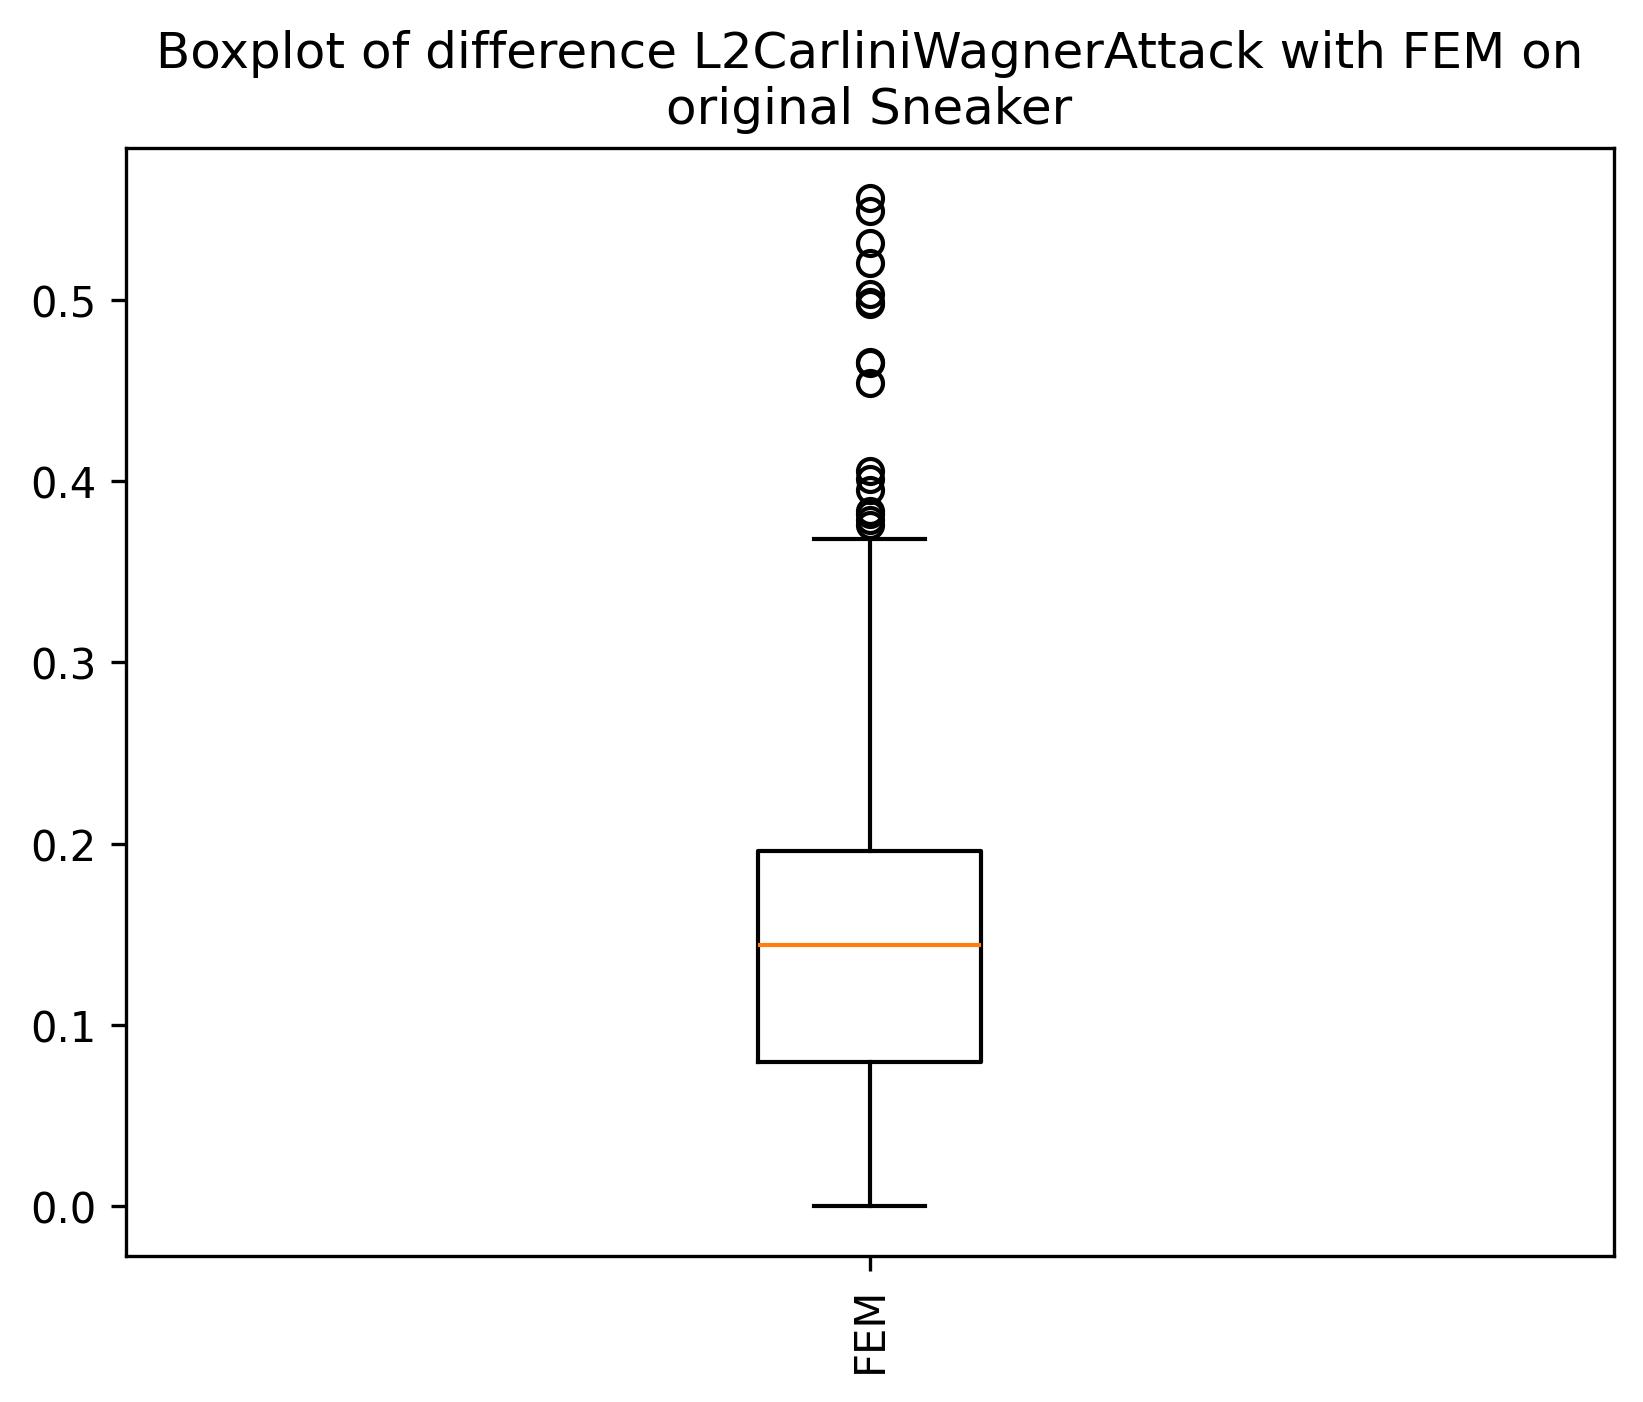 Boxplot of difference L2CarliniWagnerAttack with FEM on
original Sneaker
0.5
0.4
0.3
0.2
0.1
0.0
FEM